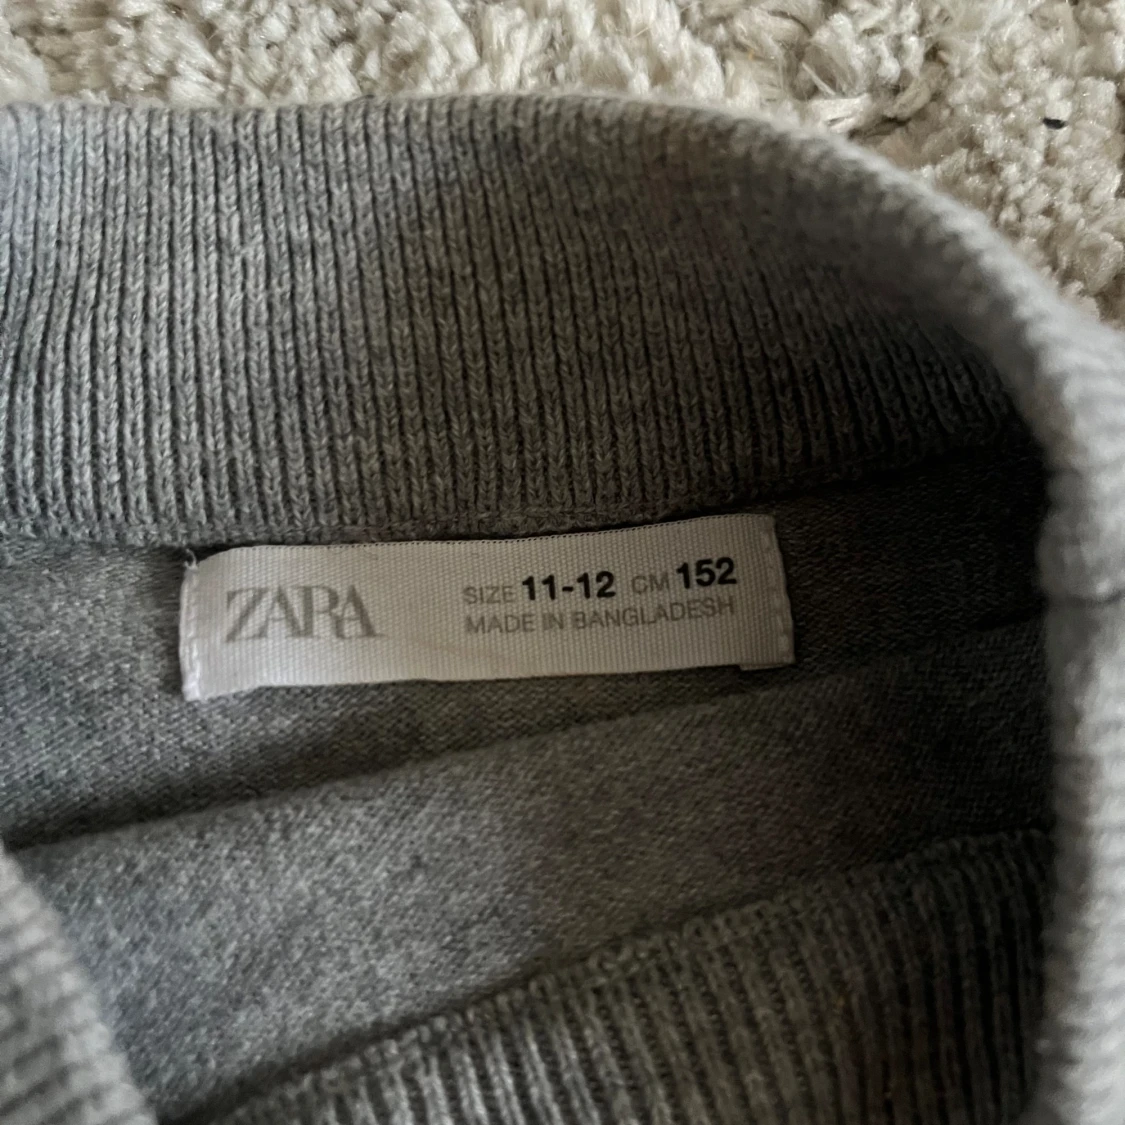 ZARA
SIZE 11-12 CM 152
MADE IN BANGLADESH